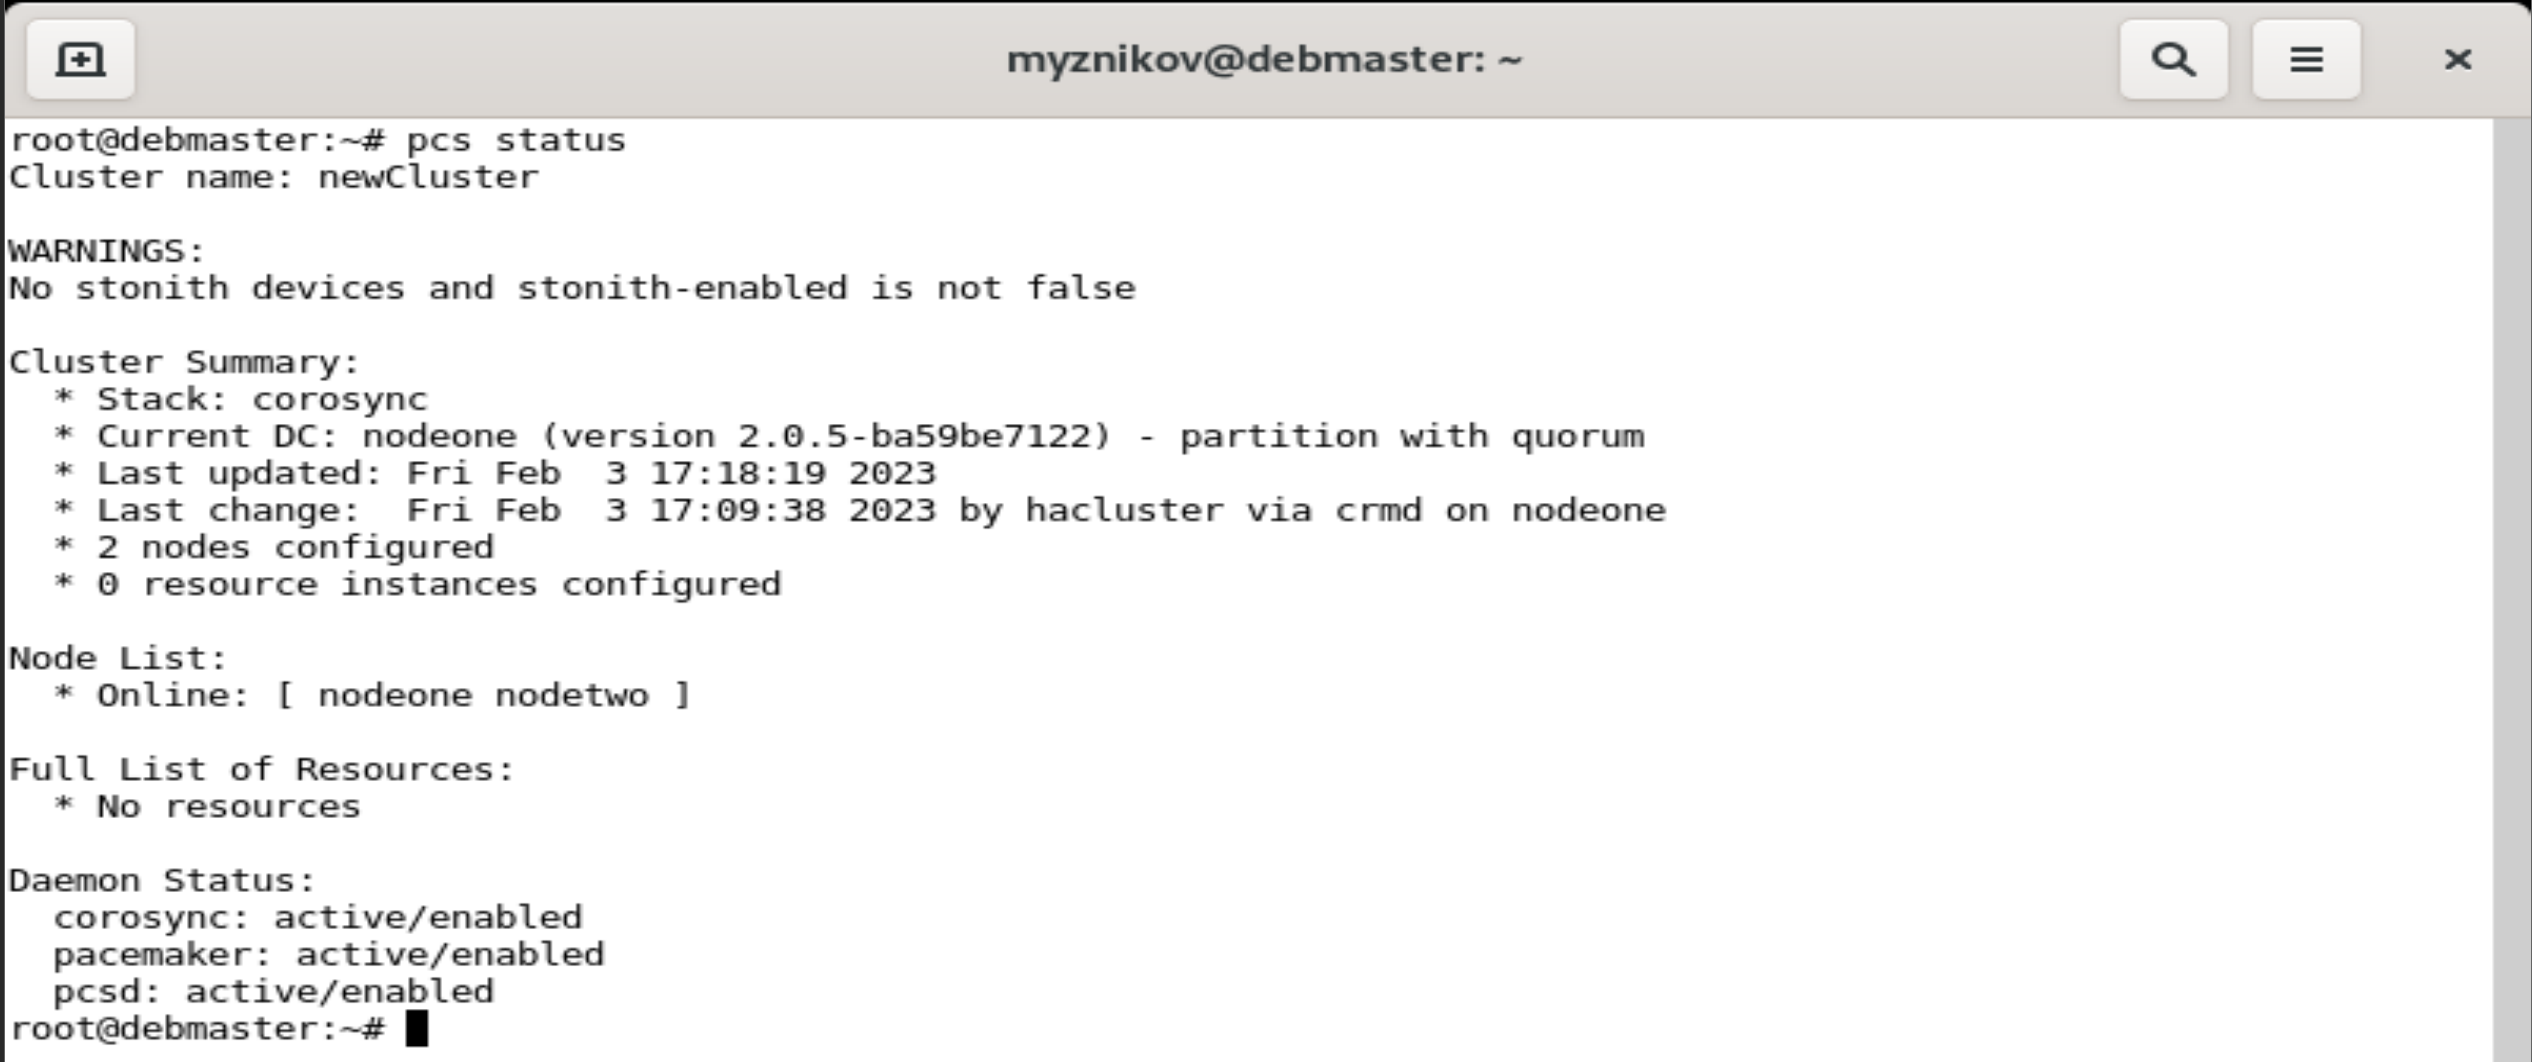 myznikov@debmaster: ~
root@debmaster:~# pcs status
Cluster name: newCluster
WARNINGS:
No stonith devices and stonith-enabled is not false
Cluster Summary:
  * Stack: corosync
  * Current DC: nodeone (version 2.0.5-ba59be7122) - partition with quorum
  * Last updated: Fri Feb  3 17:18:19 2023
  * Last change:  Fri Feb  3 17:09:38 2023 by hacluster via crmd on nodeone
  * 2 nodes configured
  * 0 resource instances configured
Node List:
  * Online: [ nodeone nodetwo ]
Full List of Resources:
  * No resources
Daemon Status:
  corosync: active/enabled
  pacemaker: active/enabled
  pcsd: active/enabled
root@debmaster:~#